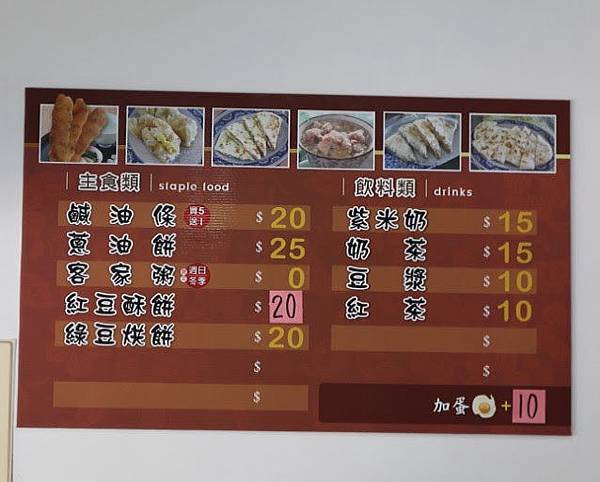 主食類 staple food
鹹油條 買5送1 $ 20
蔥油餅 $ 25
客家粥 週日冬季 $ 0
紅豆酥餅 $ 20
綠豆烘餅 $ 20
$
$
飲料類 drinks
紫米奶 $ 15
奶茶 $ 15
豆漿 $ 10
紅茶 $ 10
$
$
加蛋 + 10